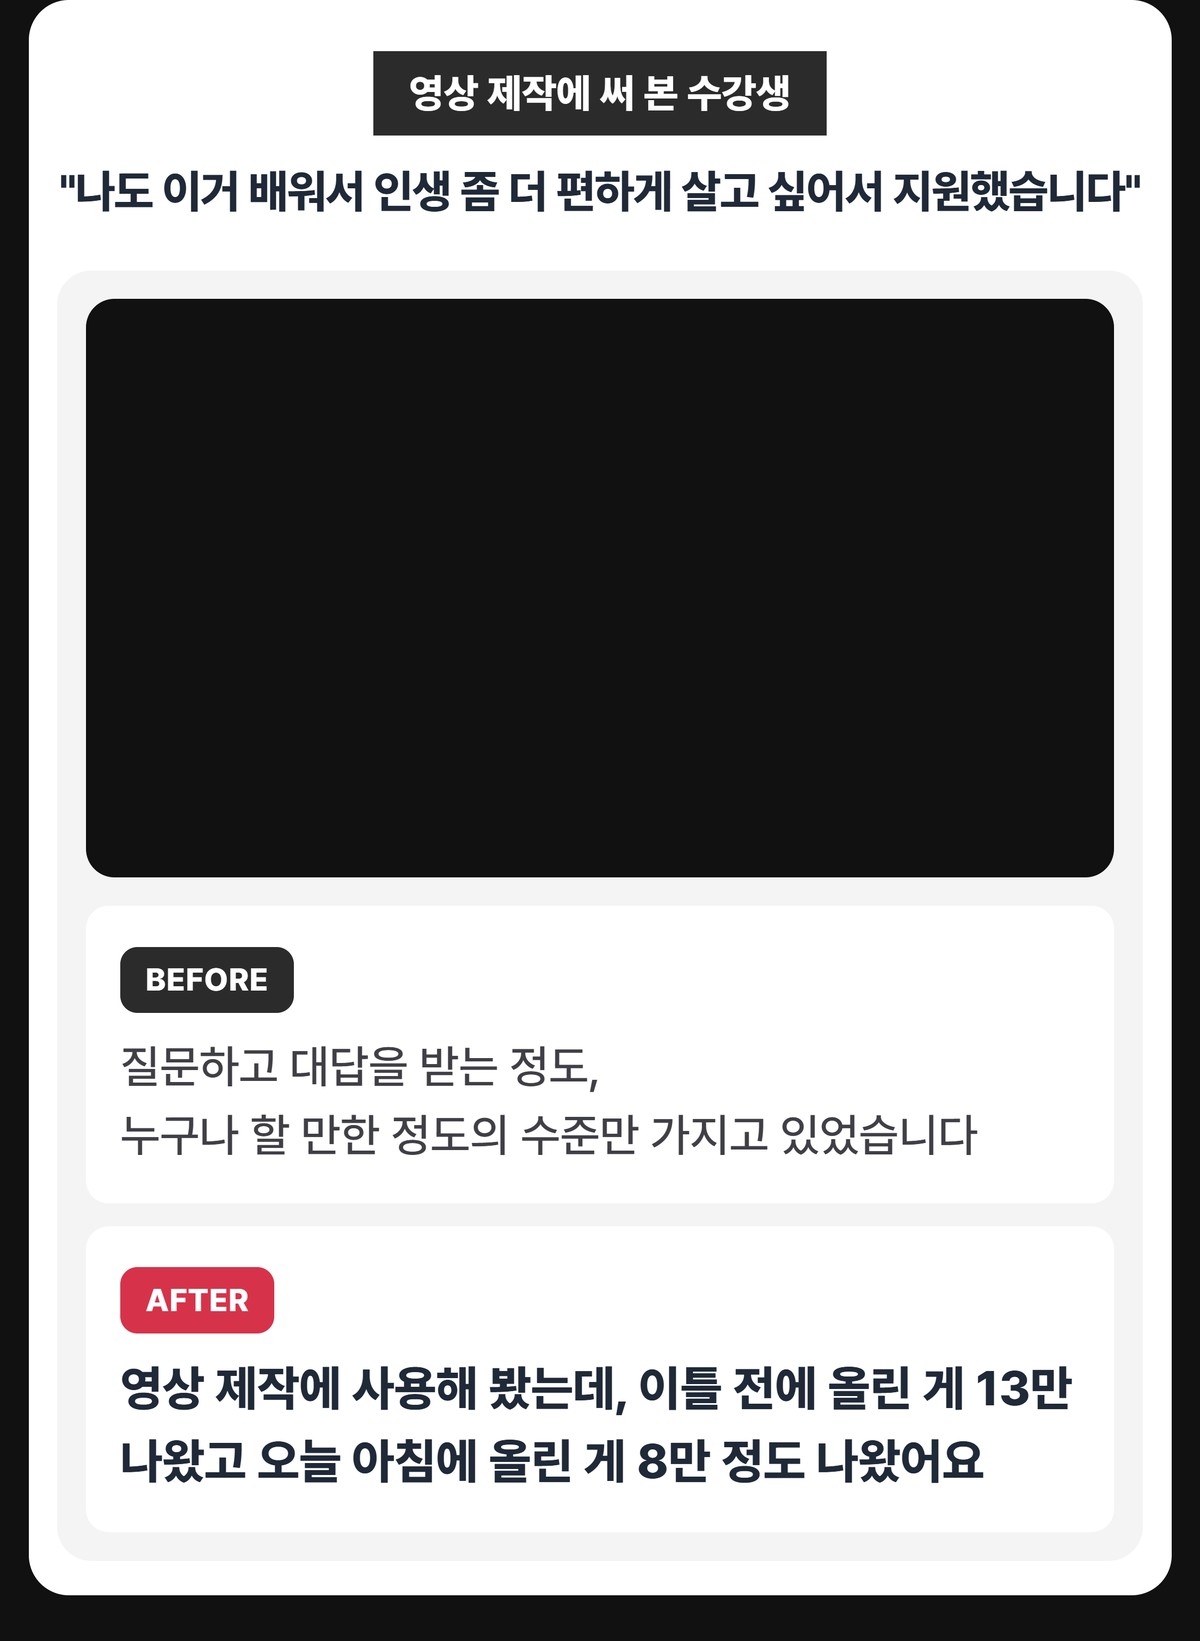 영상 제작에 써 본 수강생
"나도 이거 배워서 인생 좀 더 편하게 살고 싶어서 지원했습니다"
BEFORE
질문하고 대답을 받는 정도,
누구나 할 만한 정도의 수준만 가지고 있었습니다
AFTER
영상 제작에 사용해 봤는데, 이틀 전에 올린 게 13만
나왔고 오늘 아침에 올린 게 8만 정도 나왔어요